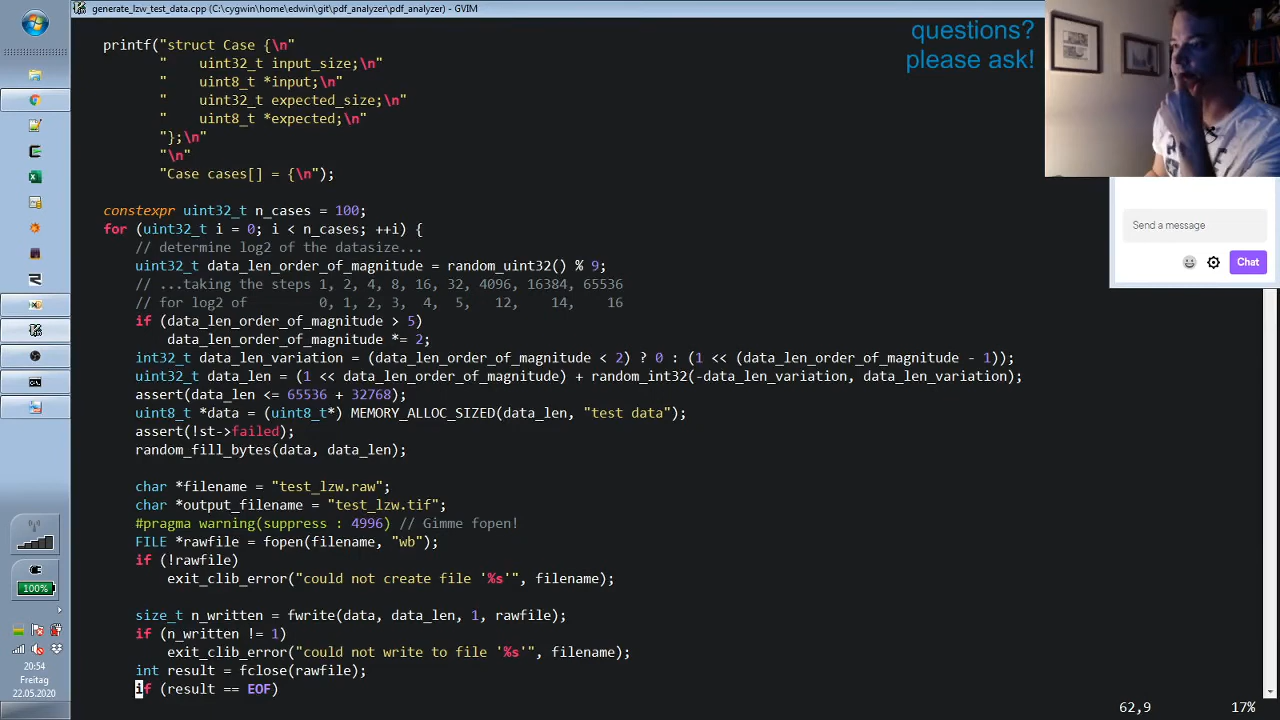 generate_lzw_test_data.cpp (C:\cygwin\home\edwin\git\pdf_analyzer\pdf_analyzer) - GVIM
questions?
please ask!
printf("struct Case {\n"
"    uint32_t input_size;\n"
"    uint8_t *input;\n"
"    uint32_t expected_size;\n"
"    uint8_t *expected;\n"
"};\n"
"\n"
"Case cases[] = {\n");
constexpr uint32_t n_cases = 100;
for (uint32_t i = 0; i < n_cases; ++i) {
// determine log2 of the datasize...
uint32_t data_len_order_of_magnitude = random_uint32() % 9;
// ...taking the steps 1, 2, 4, 8, 16, 32, 4096, 16384, 65536
// for log2 of         0, 1, 2, 3,  4,  5,   12,    14,    16
if (data_len_order_of_magnitude > 5)
data_len_order_of_magnitude *= 2;
int32_t data_len_variation = (data_len_order_of_magnitude < 2) ? 0 : (1 << (data_len_order_of_magnitude - 1));
uint32_t data_len = (1 << data_len_order_of_magnitude) + random_int32(-data_len_variation, data_len_variation);
assert(data_len <= 65536 + 32768);
uint8_t *data = (uint8_t*) MEMORY_ALLOC_SIZED(data_len, "test data");
assert(!st->failed);
random_fill_bytes(data, data_len);
char *filename = "test_lzw.raw";
char *output_filename = "test_lzw.tif";
#pragma warning(suppress : 4996) // Gimme fopen!
FILE *rawfile = fopen(filename, "wb");
if (!rawfile)
exit_clib_error("could not create file '%s'", filename);
size_t n_written = fwrite(data, data_len, 1, rawfile);
if (n_written != 1)
exit_clib_error("could not write to file '%s'", filename);
int result = fclose(rawfile);
if (result == EOF)
62,9
17%
Send a message
Chat
100%
20:54
Freitag
22.05.2020